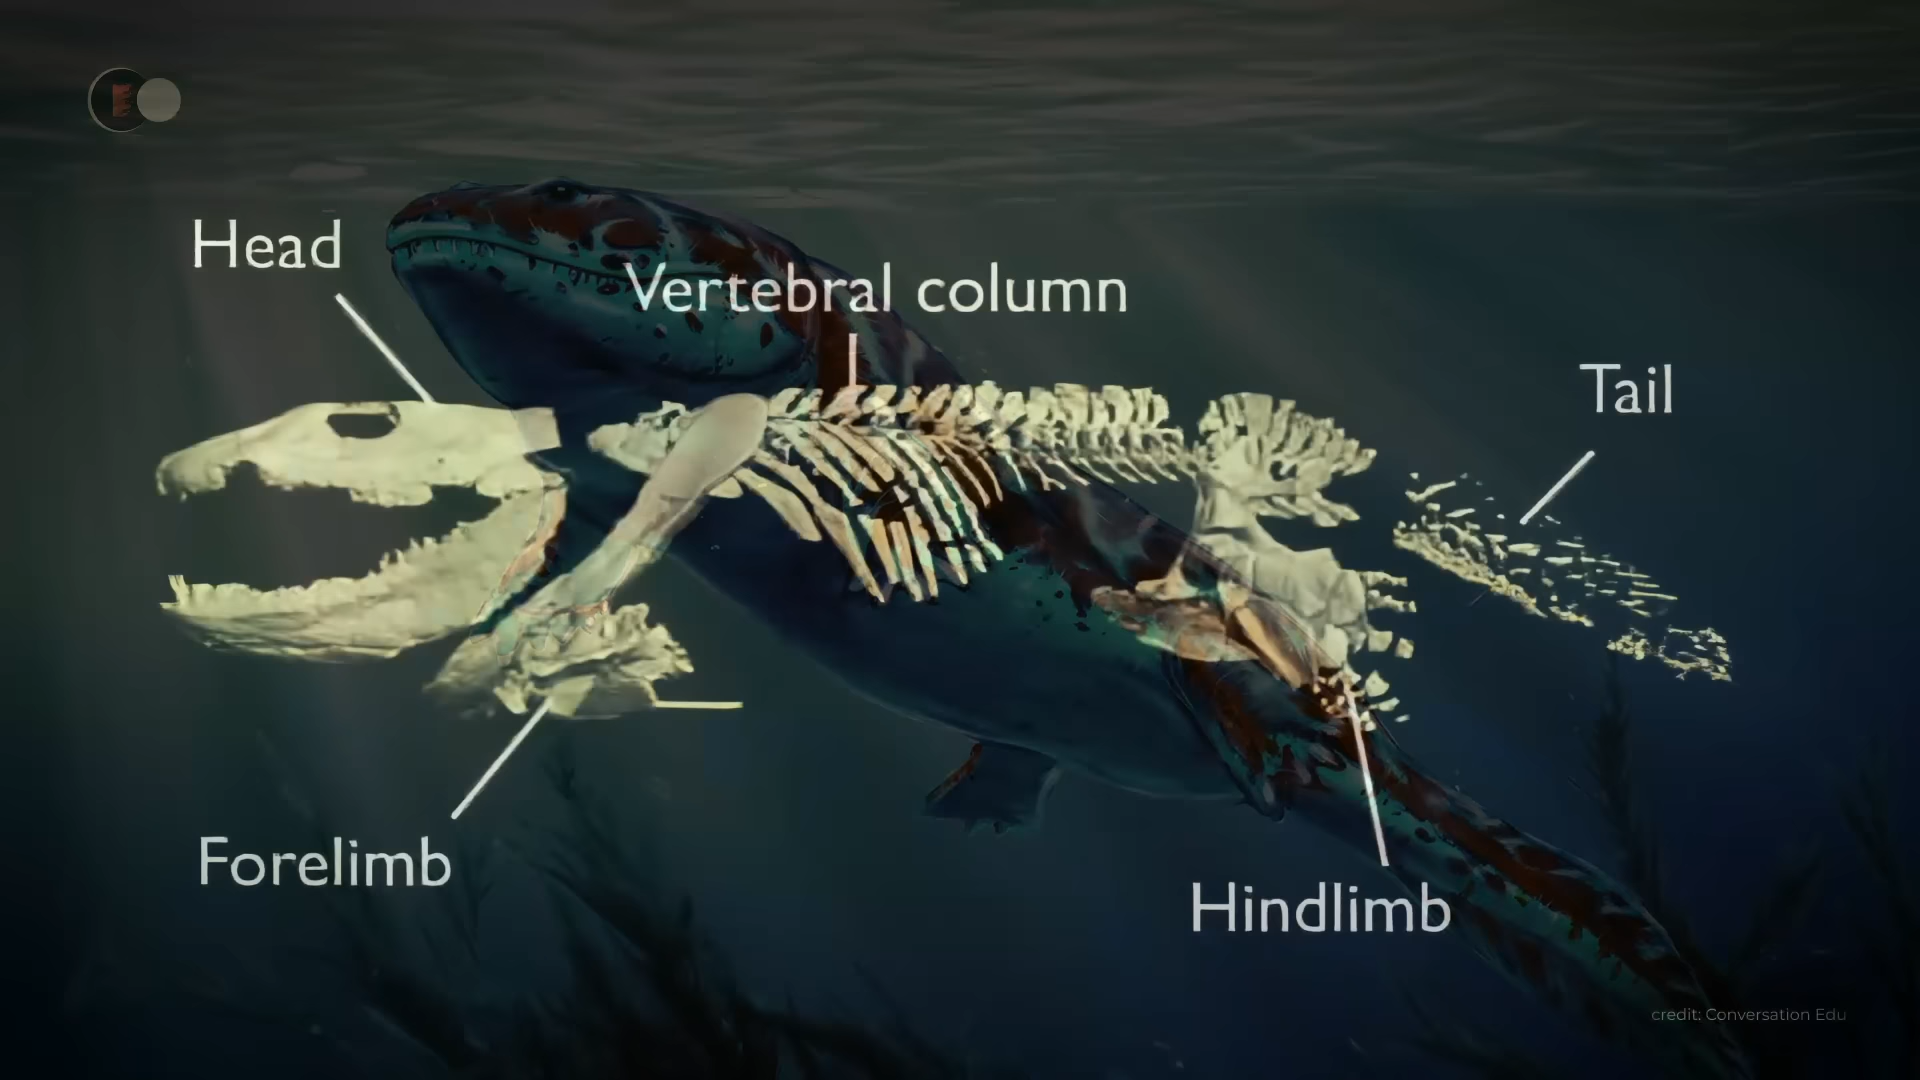 Head
Vertebral column
Tail
Forelimb
Hindlimb
credit: Conversation Edu